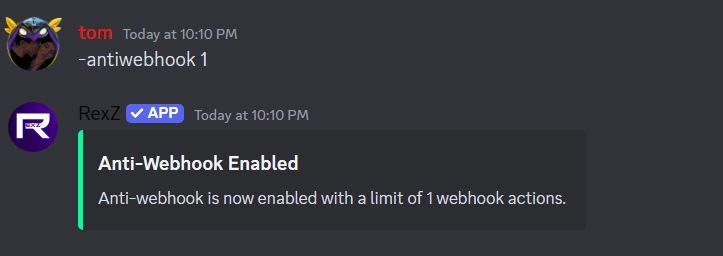 tom Today at 10:10 PM
-antiwebhook 1
RexZ ✓ APP Today at 10:10 PM
R REXZ
Anti-Webhook Enabled
Anti-webhook is now enabled with a limit of 1 webhook actions.